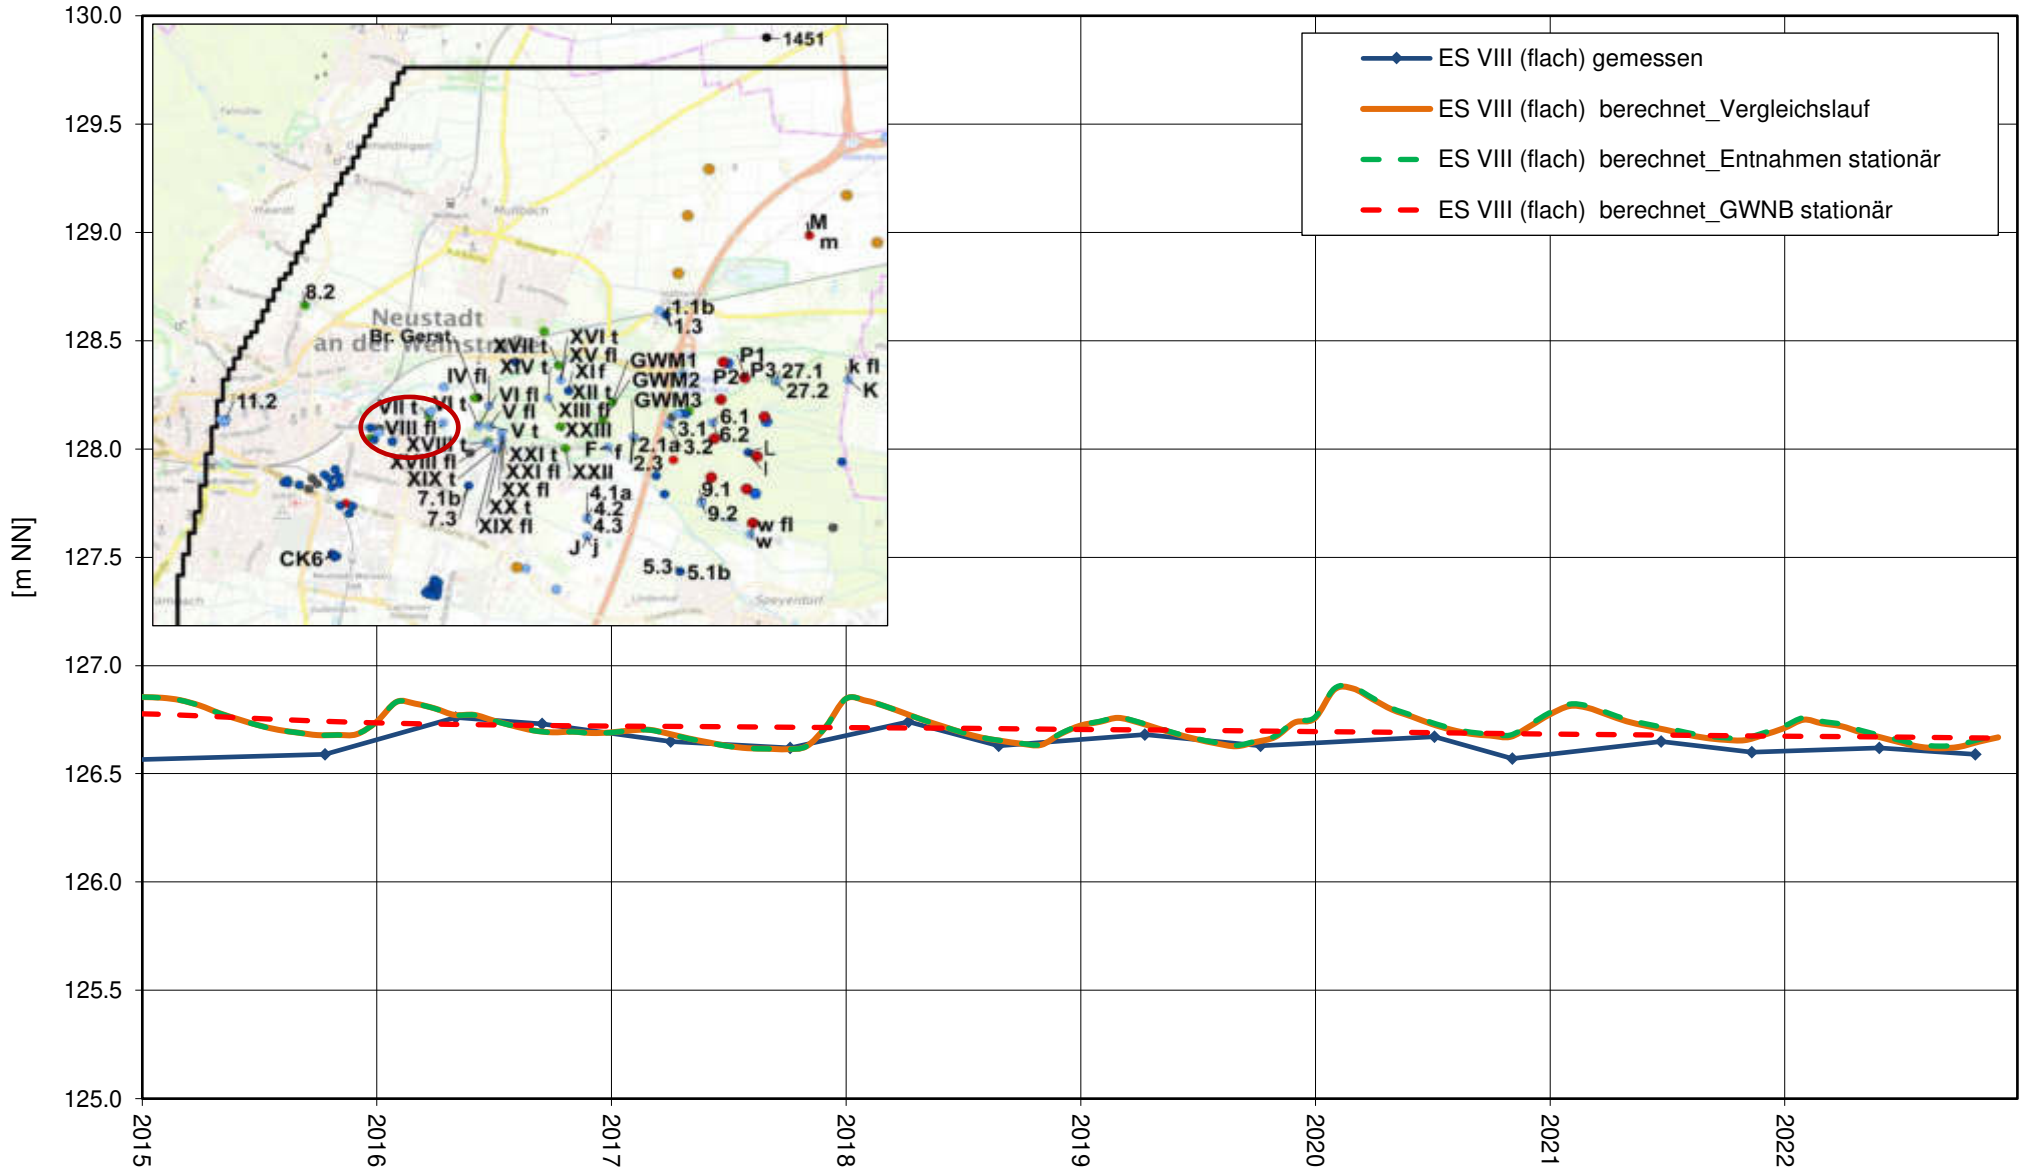 130.0
129.5
129.0
128.5
128.0
127.5
127.0
126.5
126.0
125.5
125.0
[m NN]
2015
2016
2017
2018
2019
2020
2021
2022
ES VIII (flach) gemessen
ES VIII (flach) berechnet_Vergleichslauf
ES VIII (flach) berechnet_Entnahmen stationär
ES VIII (flach) berechnet_GWNB stationär
1451
M
m
8.2
Neustadt
an der Weinstraße
Br. Gerst.
1.1b
1.3
XVI t
XVII t
XV fl
XIV t
XI f
GWM1
GWM2
GWM3
P1
P2
P3
27.1
27.2
k fl
K
IV fl
XII t
VI fl
VI t
VII t
V fl
XIII fl
11.2
VIII fl
V t
XXIII
3.1
6.1
6.2
XVIII t
F
f
2.1a
3.2
L
l
XVIII fl
XXI t
2.3
XIX t
XXI fl
XXII
7.1b
XX fl
4.1a
9.1
7.3
XX t
4.2
9.2
XIX fl
4.3
w fl
w
J
j
CK6
5.3
5.1b
Mußbach
Haardt
Speyerdorf